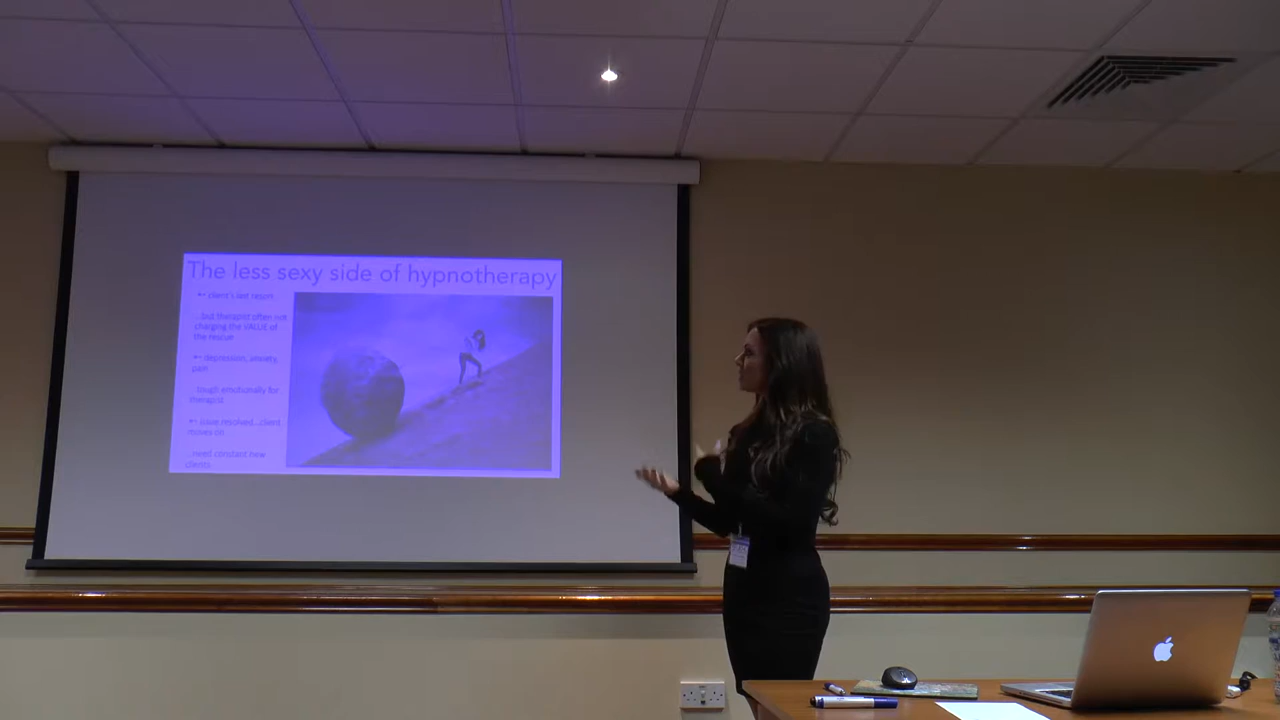 The less sexy side of hypnotherapy
client's last resort
...but therapist often not
charging the VALUE of
the rescue
depression, anxiety,
pain
...tough emotionally for
therapist
issue resolved...client
moves on
...need constant new
clients